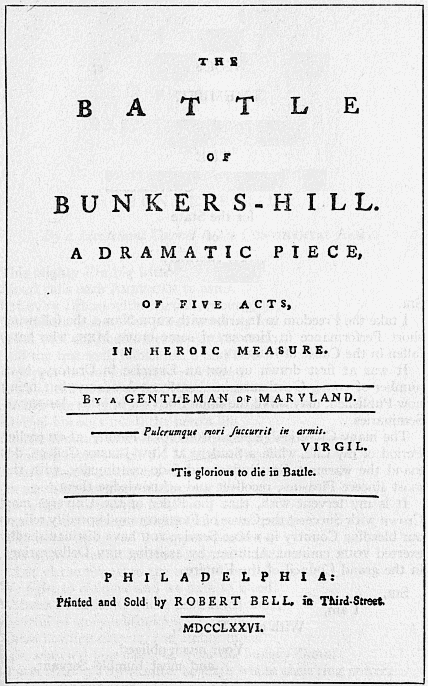 THE
BATTLE
OF
BUNKERS-HILL.
A DRAMATIC PIECE,
OF FIVE ACTS,
IN HEROIC MEASURE.
BY A GENTLEMAN OF MARYLAND.
Pulcrumque mori succurrit in armis.
VIRGIL.
'Tis glorious to die in Battle.
PHILADELPHIA:
Printed and Sold by ROBERT BELL, in Third-Street.
MDCCLXXVI.